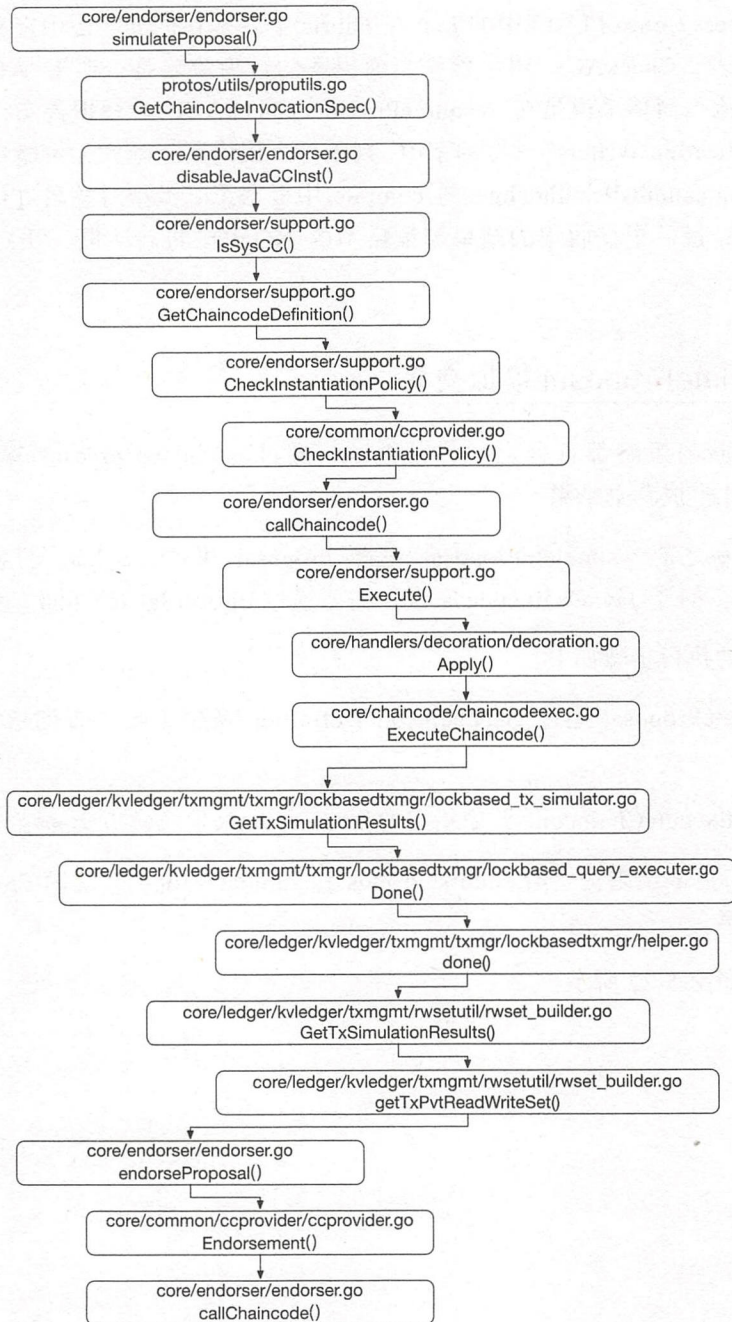 core/endorser/endorser.go
simulateProposal()
protos/utils/proputils.go
GetChaincodeInvocationSpec()
core/endorser/endorser.go
disableJavaCCInst()
core/endorser/support.go
IsSysCC()
core/endorser/support.go
GetChaincodeDefinition()
core/endorser/support.go
CheckInstantiationPolicy()
core/common/ccprovider.go
CheckInstantiationPolicy()
core/endorser/endorser.go
callChaincode()
core/endorser/support.go
Execute()
core/handlers/decoration/decoration.go
Apply()
core/chaincode/chaincodeexec.go
ExecuteChaincode()
core/ledger/kvledger/txmgmt/txmgr/lockbasedtxmgr/lockbased_tx_simulator.go
GetTxSimulationResults()
core/ledger/kvledger/txmgmt/txmgr/lockbasedtxmgr/lockbased_query_executer.go
Done()
core/ledger/kvledger/txmgmt/txmgr/lockbasedtxmgr/helper.go
done()
core/ledger/kvledger/txmgmt/rwsetutil/rwset_builder.go
GetTxSimulationResults()
core/ledger/kvledger/txmgmt/rwsetutil/rwset_builder.go
getTxPvtReadWriteSet()
core/endorser/endorser.go
endorseProposal()
core/common/ccprovider/ccprovider.go
Endorsement()
core/endorser/endorser.go
callChaincode()